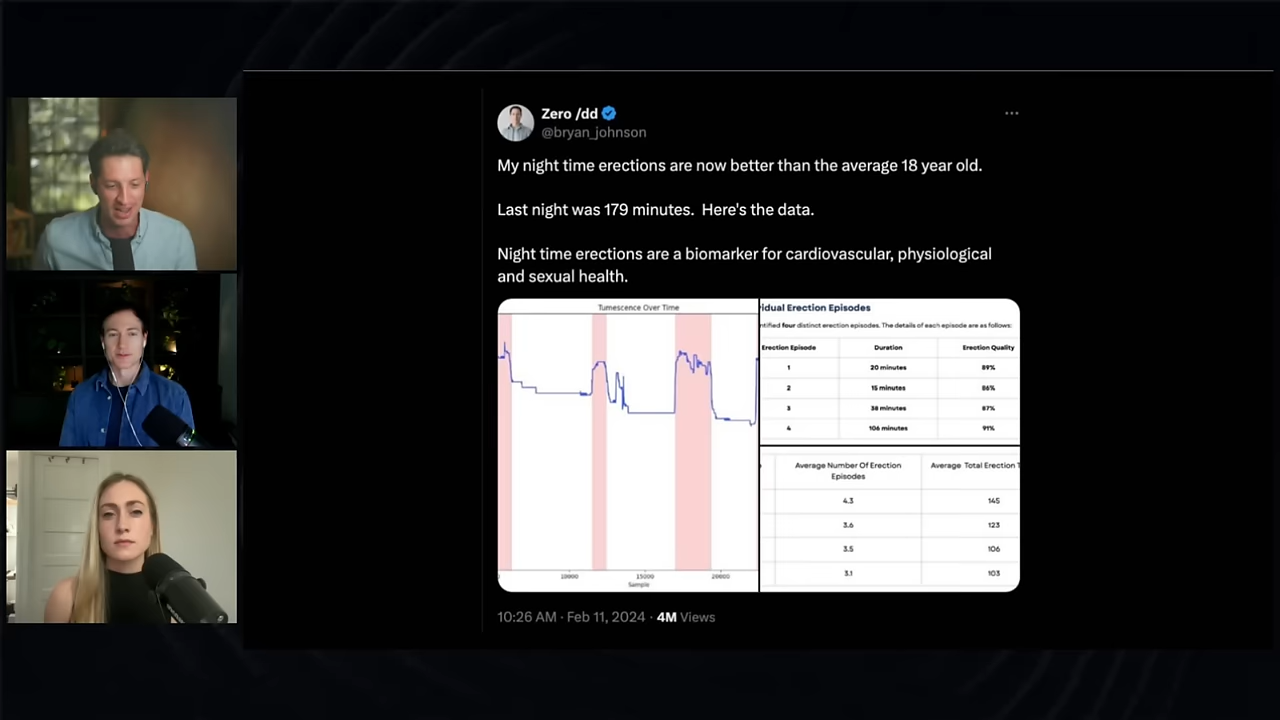 Zero /dd
@bryan_johnson
My night time erections are now better than the average 18 year old.
Last night was 179 minutes. Here's the data.
Night time erections are a biomarker for cardiovascular, physiological
and sexual health.
Tumescence Over Time
10000 15000 20000
Sample
vidual Erection Episodes
ntified four distinct erection episodes. The details of each episode are as follows:
Erection Episode Duration Erection Quality
1 20 minutes 89%
2 15 minutes 86%
3 38 minutes 87%
4 106 minutes 91%
Average Number Of Erection Average Total Erection T
Episodes
4.3 145
3.6 123
3.5 106
3.1 103
10:26 AM · Feb 11, 2024 · 4M Views